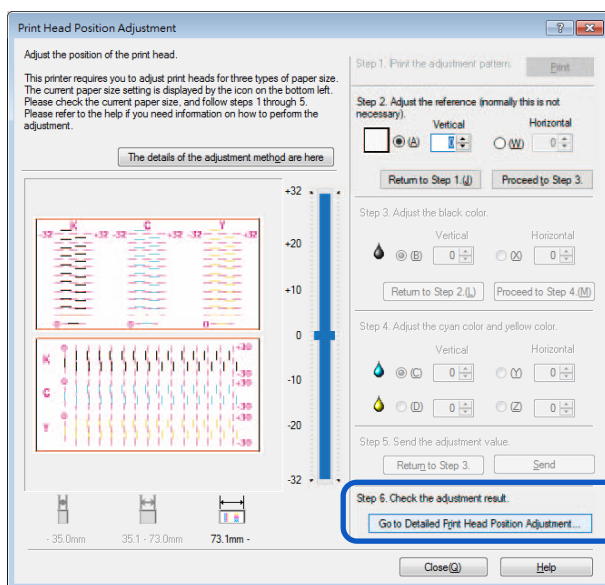 Print Head Position Adjustment
Adjust the position of the print head.
This printer requires you to adjust print heads for three types of paper size.
The current paper size setting is displayed by the icon on the bottom left.
Please check the current paper size, and follow steps 1 through 5.
Please refer to the help if you need information on how to perform the
adjustment.
The details of the adjustment method are here
K C Y
-32 +32 -32 +32 -32 +32
K
C
Y
+30
-30
+30
-30
+30
-30
+32
+20
+10
0
-10
-20
-32
- 35.0mm
35.1 - 73.0mm
73.1mm -
Step 1. Print the adjustment pattern.
Print
Step 2. Adjust the reference (normally this is not
necessary).
Vertical Horizontal
(A) 0 (W) 0
Return to Step 1.(J) Proceed to Step 3.
Step 3. Adjust the black color.
Vertical Horizontal
(B) 0 (X) 0
Return to Step 2.(L) Proceed to Step 4.(M)
Step 4. Adjust the cyan color and yellow color.
Vertical Horizontal
(C) 0 (Y) 0
(D) 0 (Z) 0
Step 5. Send the adjustment value.
Return to Step 3. Send
Step 6. Check the adjustment result.
Go to Detailed Print Head Position Adjustment...
Close(Q) Help